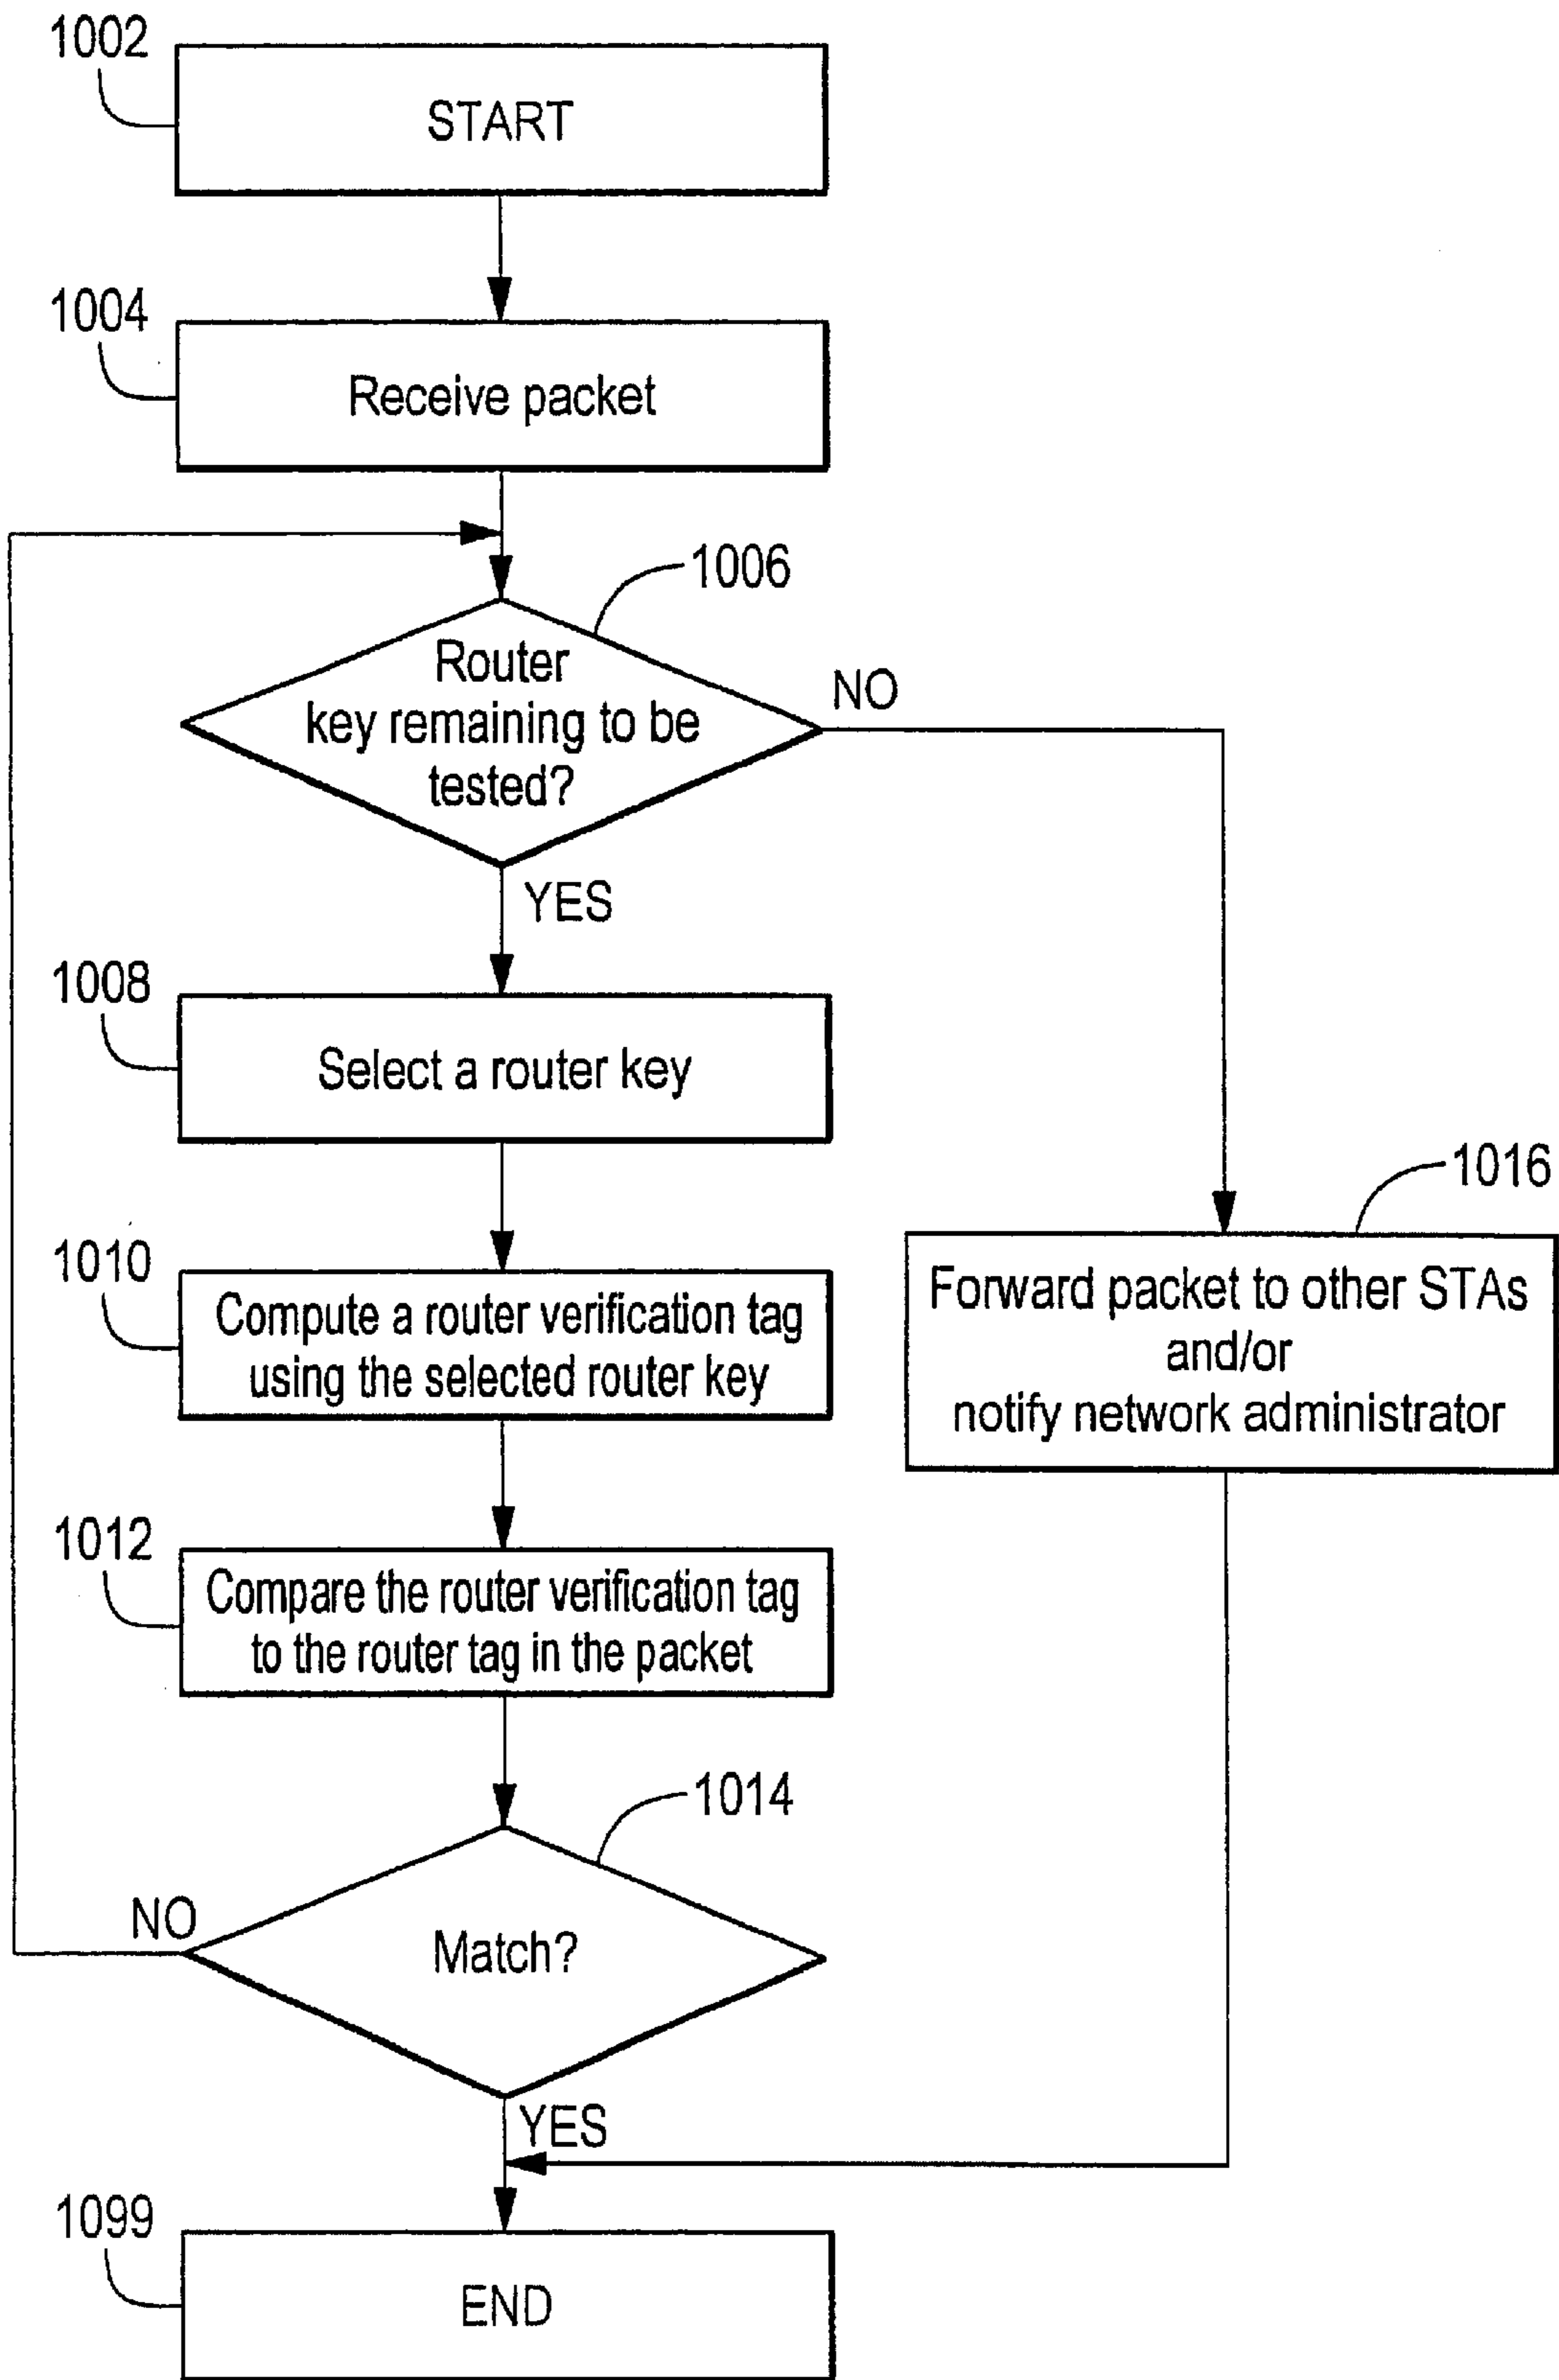 1002
START
1004
Receive packet
1006
Router
key remaining to be
tested?
NO
YES
1008
Select a router key
1016
1010
Compute a router verification tag
using the selected router key
Forward packet to other STAs
and/or
notify network administrator
1012
Compare the router verification tag
to the router tag in the packet
1014
NO
Match?
YES
1099
END